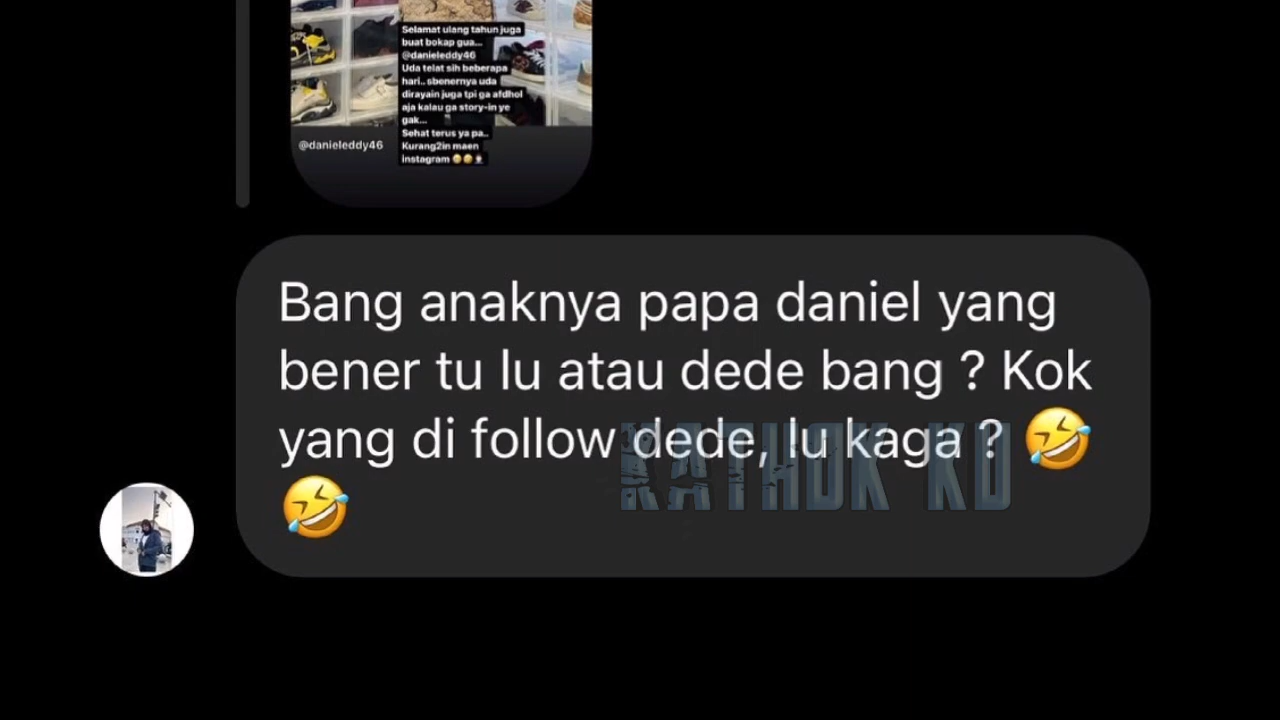 Selamat ulang tahun juga
buat bokap gua...
@danieleddy46
Uda telat sih beberapa
hari.. sbenernya uda
dirayain juga tpi ga afdhol
aja kalau ga story-in ye
gak...
Sehat terus ya pa..
Kurang2in maen
instagram 😂🤣🤦‍♂️
@danieleddy46
Bang anaknya papa daniel yang
bener tu lu atau dede bang ? Kok
yang di follow dede, lu kaga ? 🤣
🤣
KATHOK KU